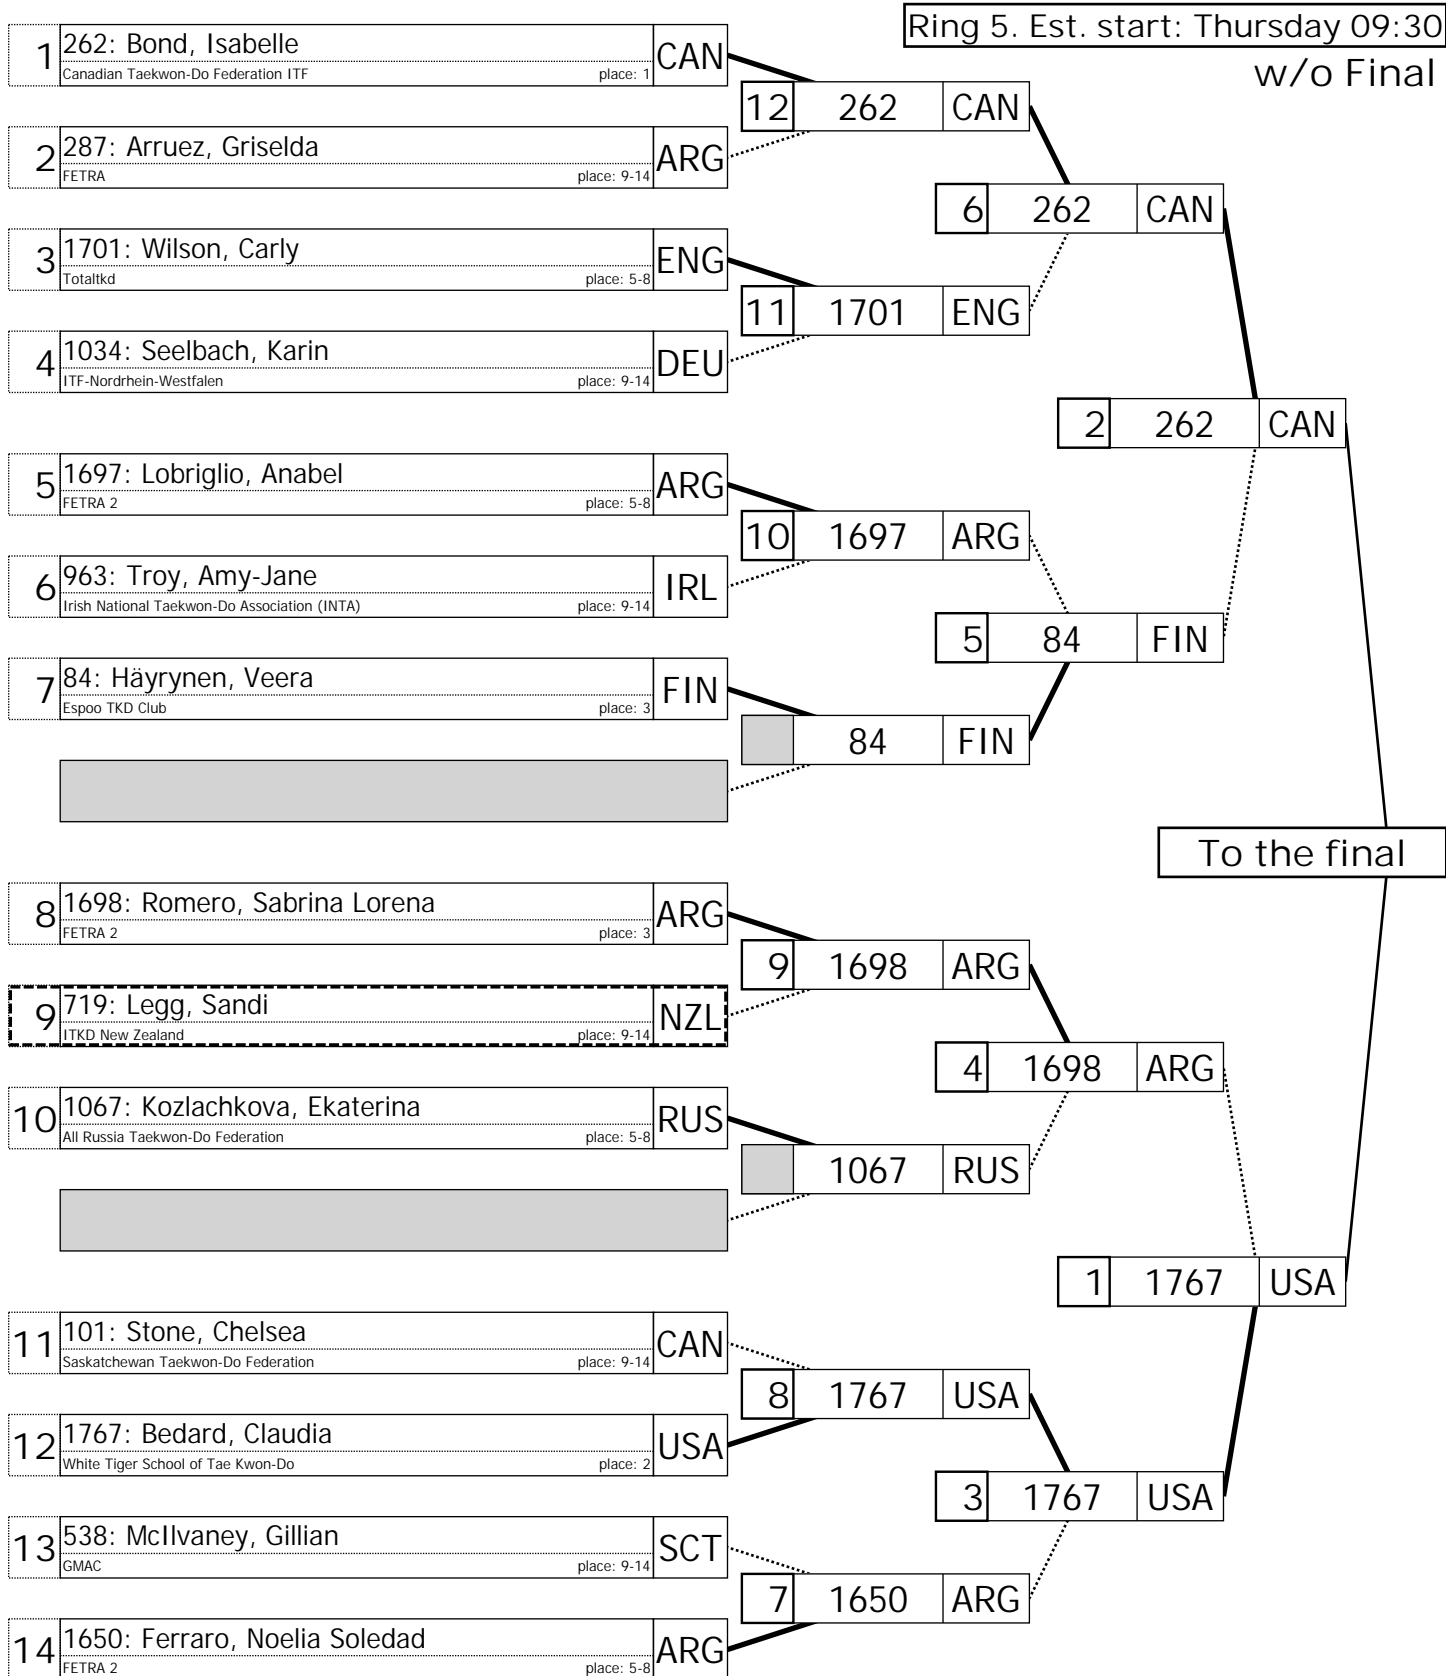 Ring 5. Est. start: Thursday 09:30
w/o Final
1 262: Bond, Isabelle CAN
Canadian Taekwon-Do Federation ITF place: 1
12 262 CAN
2 287: Arruez, Griselda ARG
FETRA place: 9-14
6 262 CAN
3 1701: Wilson, Carly ENG
Totaltkd place: 5-8
11 1701 ENG
4 1034: Seelbach, Karin DEU
ITF-Nordrhein-Westfalen place: 9-14
2 262 CAN
5 1697: Lobriglio, Anabel ARG
FETRA 2 place: 5-8
10 1697 ARG
6 963: Troy, Amy-Jane IRL
Irish National Taekwon-Do Association (INTA) place: 9-14
5 84 FIN
7 84: Häyrynen, Veera FIN
Espoo TKD Club place: 3
84 FIN
To the final
8 1698: Romero, Sabrina Lorena ARG
FETRA 2 place: 3
9 1698 ARG
9 719: Legg, Sandi NZL
ITKD New Zealand place: 9-14
4 1698 ARG
10 1067: Kozlachkova, Ekaterina RUS
All Russia Taekwon-Do Federation place: 5-8
1067 RUS
1 1767 USA
11 101: Stone, Chelsea CAN
Saskatchewan Taekwon-Do Federation place: 9-14
8 1767 USA
12 1767: Bedard, Claudia USA
White Tiger School of Tae Kwon-Do place: 2
3 1767 USA
13 538: McIlvaney, Gillian SCT
GMAC place: 9-14
7 1650 ARG
14 1650: Ferraro, Noelia Soledad ARG
FETRA 2 place: 5-8